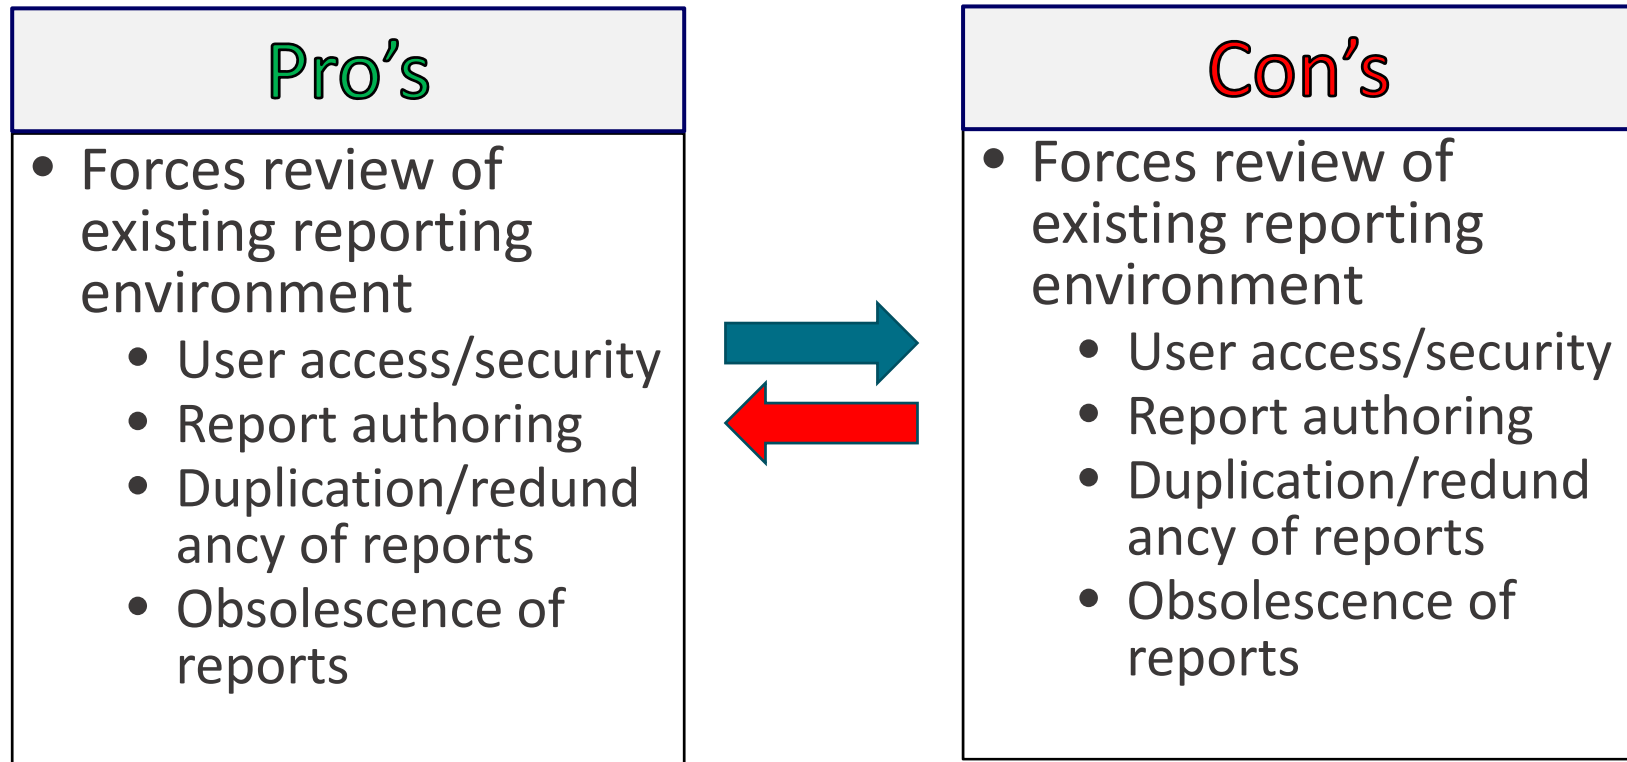 Pro’s
• Forces review of
existing reporting
environment
• User access/security
• Report authoring
• Duplication/redund
ancy of reports
• Obsolescence of
reports
Con’s
• Forces review of
existing reporting
environment
• User access/security
• Report authoring
• Duplication/redund
ancy of reports
• Obsolescence of
reports